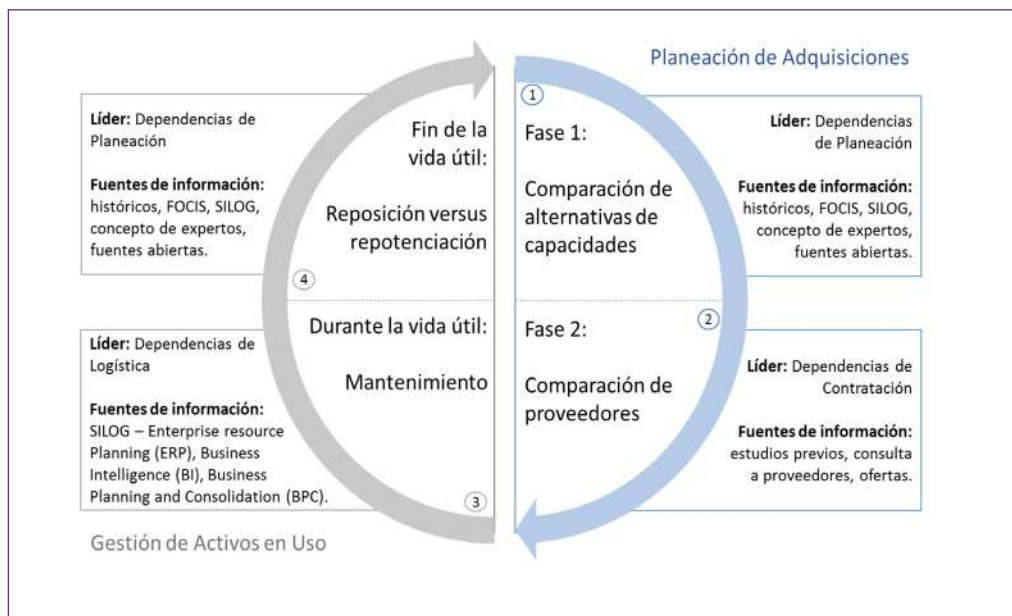 Planeación de Adquisiciones
1
Líder: Dependencias de
Planeación
Fuentes de información:
históricos, FOCIS, SILOG,
concepto de expertos,
fuentes abiertas.
Fin de la
vida útil:
Reposición versus
repotenciación
4
Fase 1:
Comparación de
alternativas de
capacidades
Líder: Dependencias
de Planeación
Fuentes de información:
históricos, FOCIS, SILOG,
concepto de expertos,
fuentes abiertas.
2
Líder: Dependencias de
Logística
Fuentes de información:
SILOG – Enterprise resource
Planning (ERP), Business
Intelligence (BI), Business
Planning and Consolidation (BPC).
Durante la vida útil:
Mantenimiento
3
Fase 2:
Comparación de
proveedores
Líder: Dependencias de
Contratación
Fuentes de información:
estudios previos, consulta
a proveedores, ofertas.
Gestión de Activos en Uso